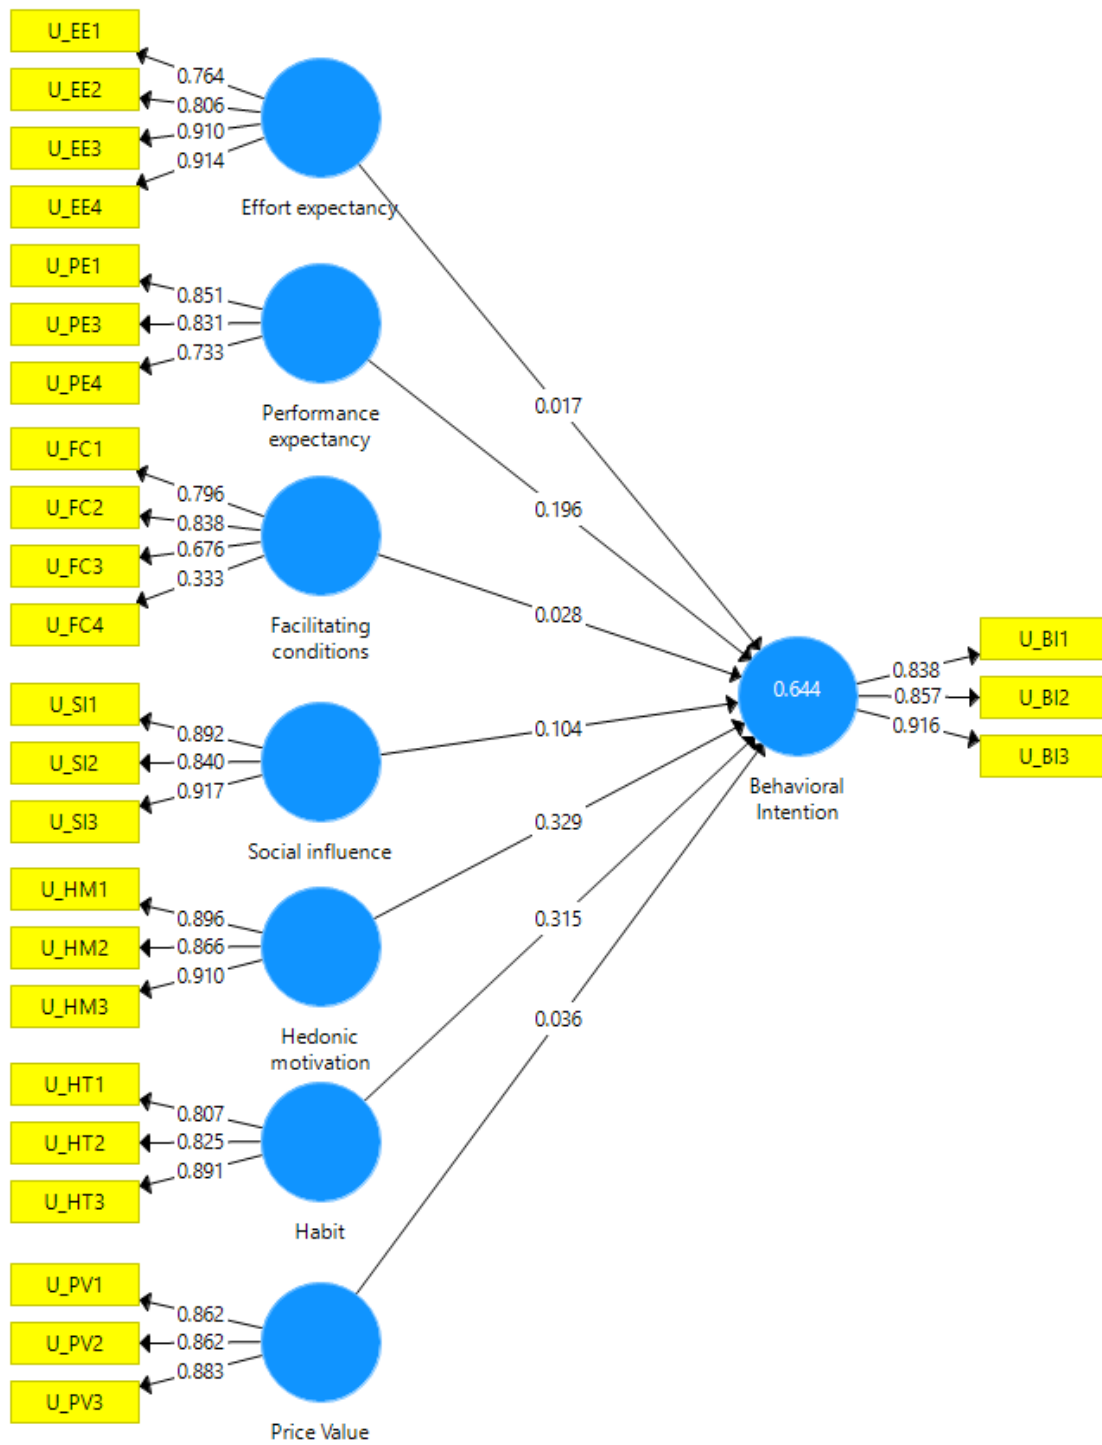 U_EE1
0.764
U_EE2
0.806
U_EE3
0.910
0.914
U_EE4
Effort expectancy
U_PE1
0.851
U_PE3
0.831
0.733
U_PE4
Performance
expectancy
U_FC1
0.796
U_FC2
0.838
0.676
U_FC3
0.333
U_FC4
Facilitating
conditions
U_SI1
0.892
U_SI2
0.840
0.917
U_SI3
Social influence
U_HM1
0.896
U_HM2
0.866
0.910
U_HM3
Hedonic
motivation
U_HT1
0.807
U_HT2
0.825
0.891
U_HT3
Habit
U_PV1
0.862
U_PV2
0.862
0.883
U_PV3
Price Value
0.017
0.196
0.028
0.104
0.329
0.315
0.036
0.644
Behavioral
Intention
0.838
U_BI1
0.857
U_BI2
0.916
U_BI3